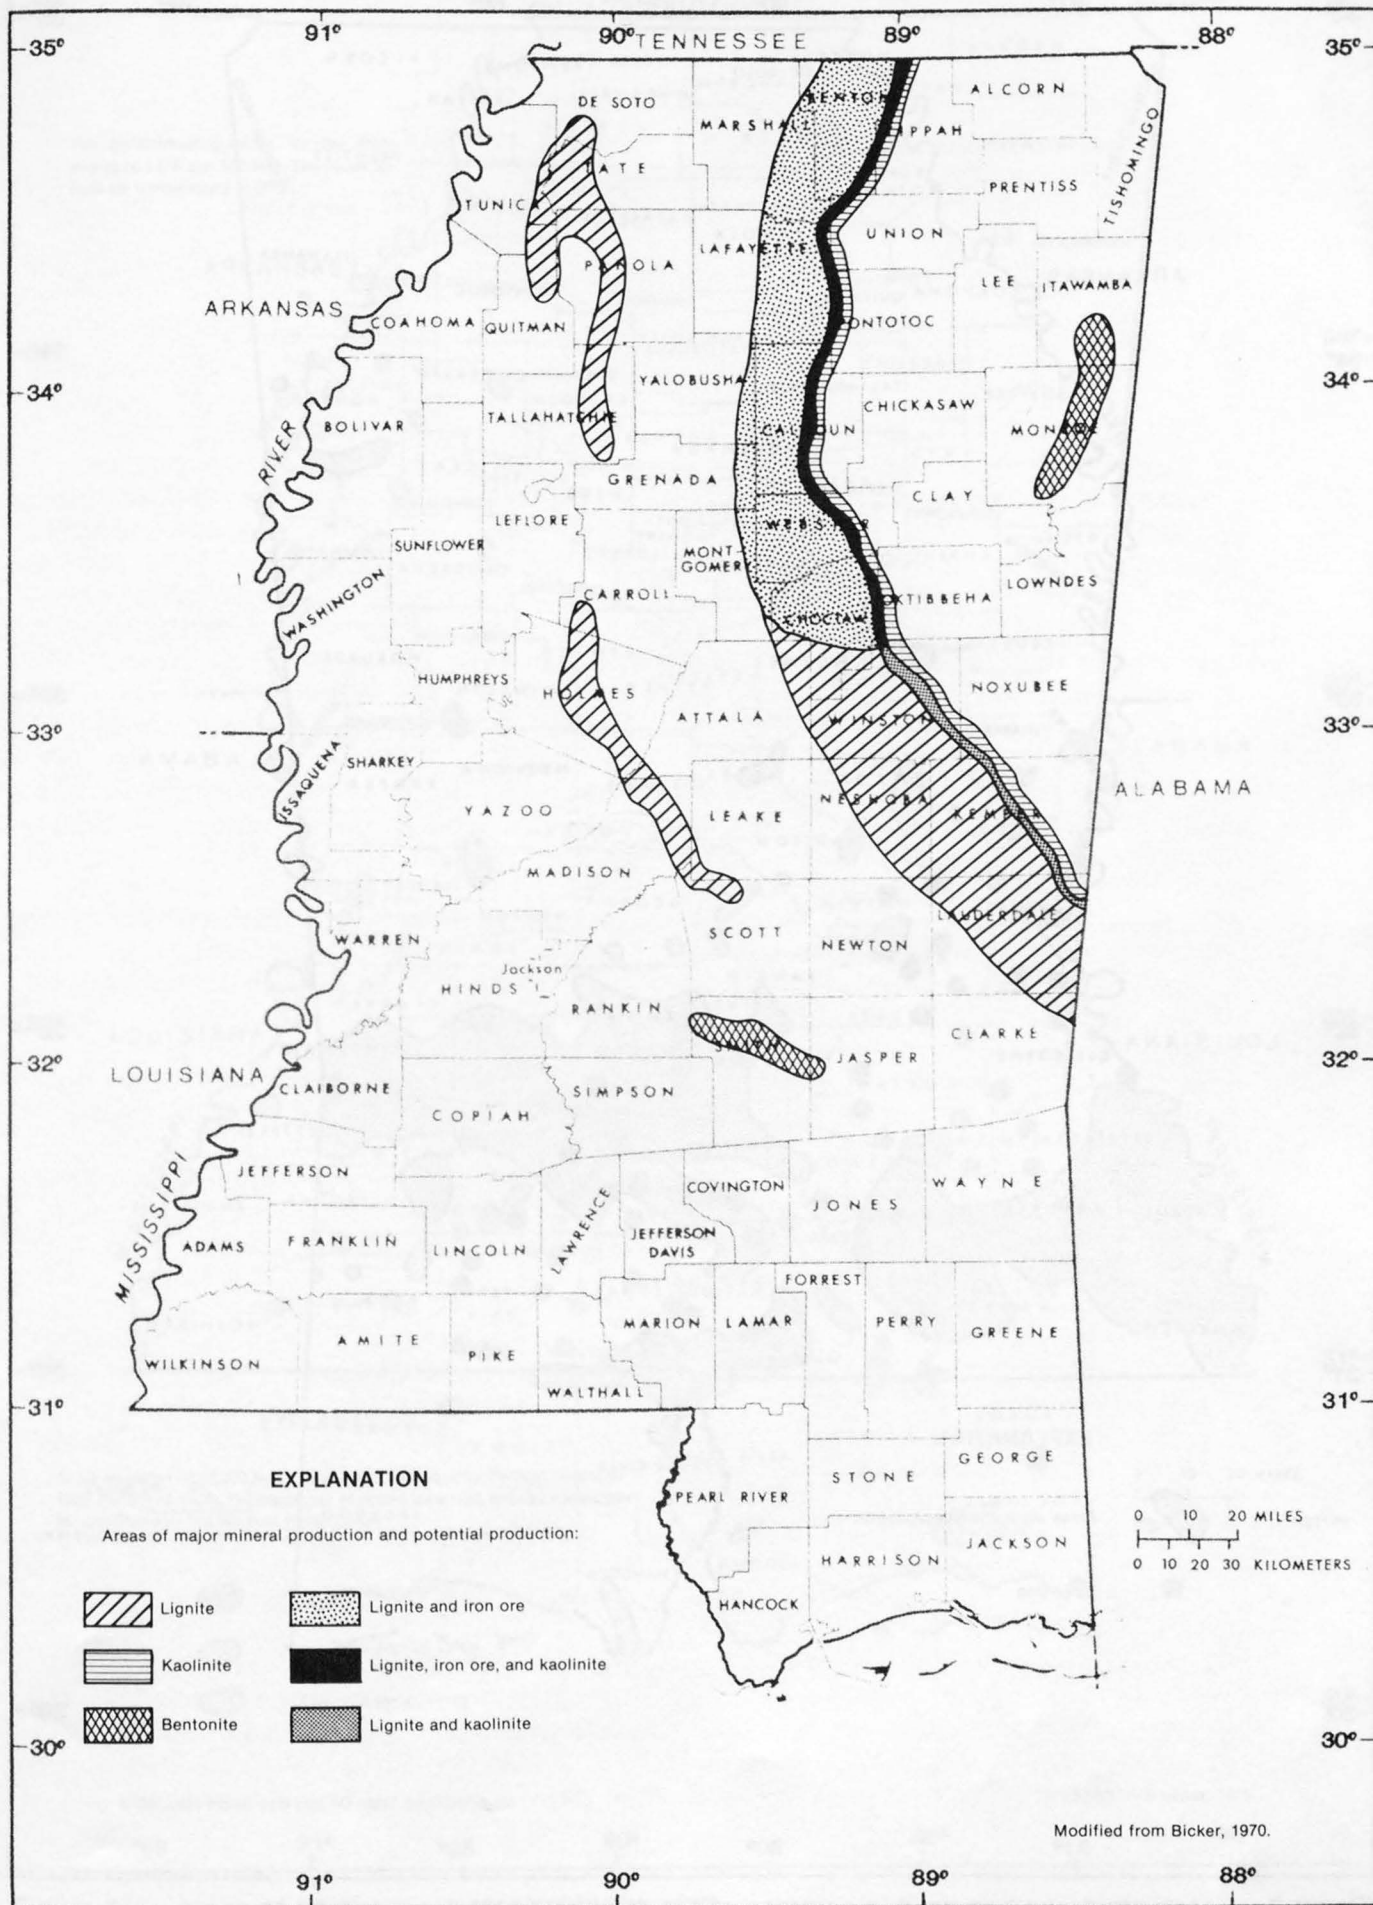 91° 90° 89° 88°
35° TENNESSEE 35°
DE SOTO
BENTON
ALCORN
MARSHALL
TIPPAH
TATE
TISHOMINGO
PRENTISS
TUNICA
UNION
LAFAYETTE
PANOLA
LEE
ITAWAMBA
ARKANSAS
COAHOMA
QUITMAN
PONTOTOC
34° 34°
YALOBUSHA
CHICKASAW
TALLAHATCHIE
BOLIVAR
CALHOUN
MONROE
RIVER
GRENADA
CLAY
LEFLORE
WEBSTER
SUNFLOWER
MONT-
GOMERY
LOWNDES
WASHINGTON
CARROLL
OKTIBBEHA
CHOCTAW
HUMPHREYS
HOLMES
NOXUBEE
ATTALA
WINSTON
33° 33°
ISSAQUENA
SHARKEY
ALABAMA
YAZOO
LEAKE
NESHOBA
KEMPER
MADISON
LAUDERDALE
WARREN
SCOTT
NEWTON
Jackson
HINDS
RANKIN
CLARKE
SMITH
JASPER
32° 32°
LOUISIANA
CLAIBORNE
SIMPSON
COPIAH
JEFFERSON
COVINGTON
WAYNE
MISSISSIPPI
LAWRENCE
JONES
JEFFERSON
DAVIS
ADAMS
FRANKLIN
LINCOLN
FORREST
MARION
LAMAR
PERRY
GREENE
AMITE
PIKE
WILKINSON
WALTHALL
31° 31°
GEORGE
STONE
PEARL RIVER
JACKSON
HARRISON
HANCOCK
0 10 20 MILES
0 10 20 30 KILOMETERS
EXPLANATION
Areas of major mineral production and potential production:
Lignite
Kaolinite
Bentonite
Lignite and iron ore
Lignite, iron ore, and kaolinite
Lignite and kaolinite
30° 30°
Modified from Bicker, 1970.
91° 90° 89° 88°